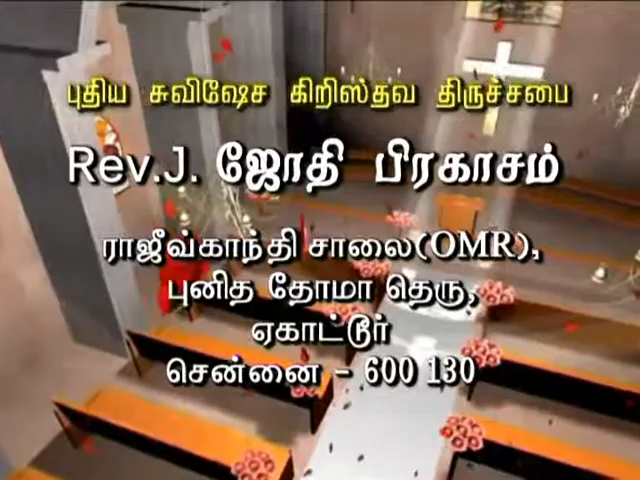 புதிய சுவிஷேச கிறிஸ்தவ திருச்சபை
Rev.J. ஜோதி பிரகாசம்
ராஜீவ்காந்தி சாலை(OMR),
புனித தோமா தெரு,
ஏகாட்டூர்
சென்னை - 600 130